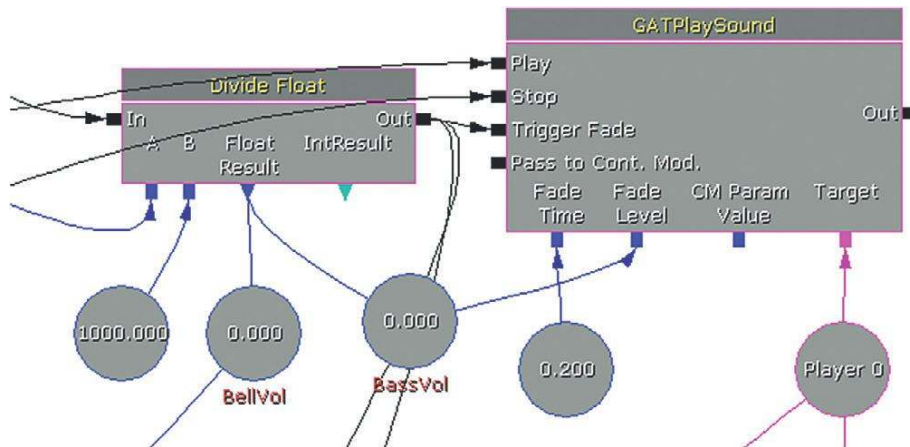 GATPlaySound
Play
Stop
Trigger Fade
Pass to Cont. Mod.
Out
Fade Time
Fade Level
CM Param Value
Target
Divide Float
In
Out
A
B
Float Result
IntResult
1000.000
0.000
BellVol
0.000
BassVol
0.200
Player 0